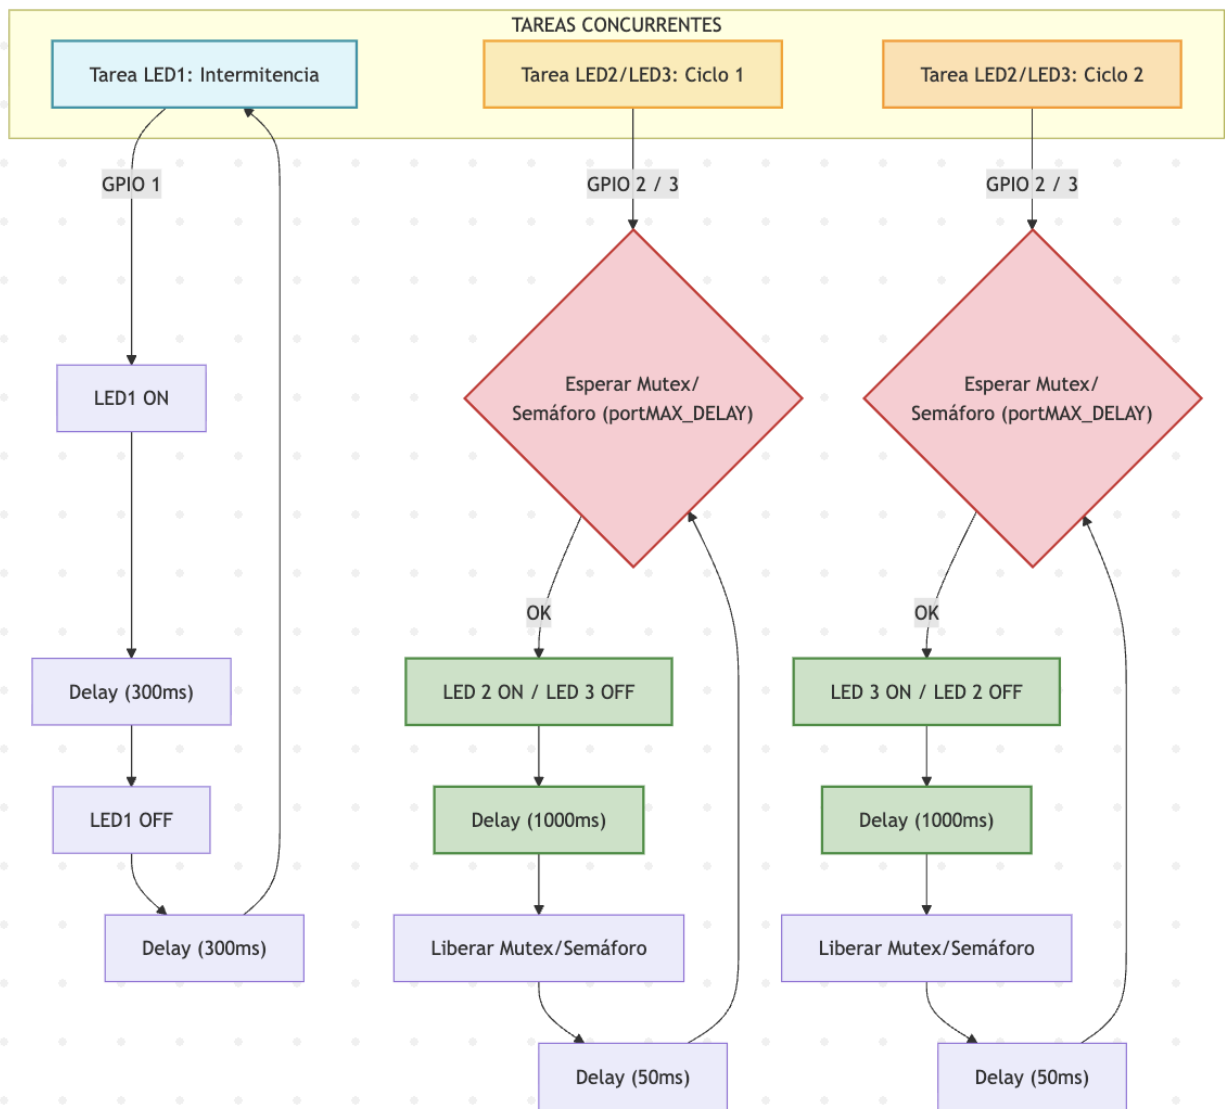 TAREAS CONCURRENTES
Tarea LED1: Intermitencia
Tarea LED2/LED3: Ciclo 1
Tarea LED2/LED3: Ciclo 2
GPIO 1
GPIO 2 / 3
GPIO 2 / 3
LED1 ON
Esperar Mutex/
Semáforo (portMAX_DELAY)
Esperar Mutex/
Semáforo (portMAX_DELAY)
OK
OK
Delay (300ms)
LED 2 ON / LED 3 OFF
LED 3 ON / LED 2 OFF
LED1 OFF
Delay (1000ms)
Delay (1000ms)
Delay (300ms)
Liberar Mutex/Semáforo
Liberar Mutex/Semáforo
Delay (50ms)
Delay (50ms)